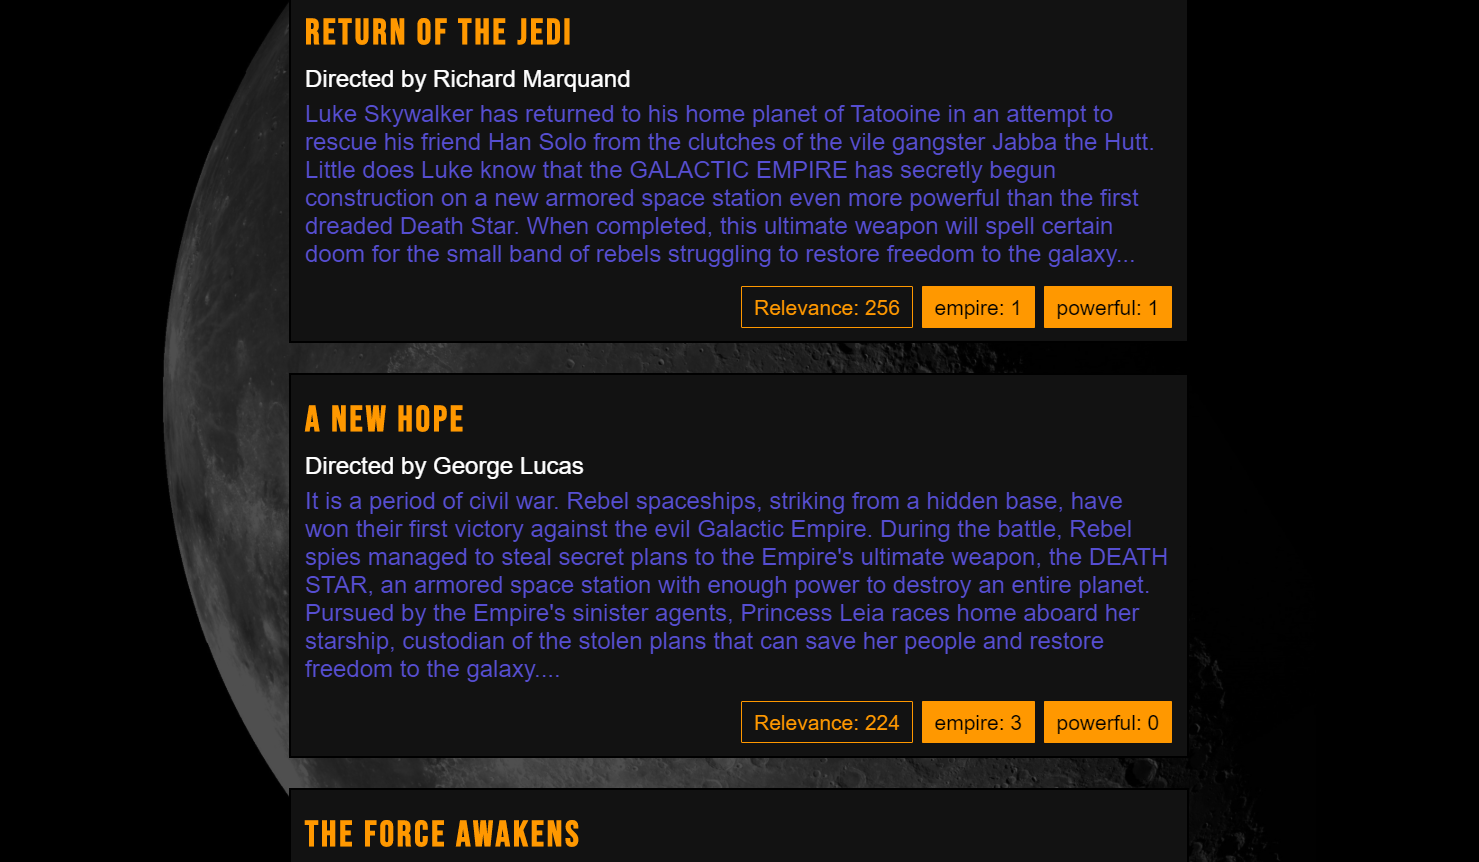 RETURN OF THE JEDI
Directed by Richard Marquand
Luke Skywalker has returned to his home planet of Tatooine in an attempt to
rescue his friend Han Solo from the clutches of the vile gangster Jabba the Hutt.
Little does Luke know that the GALACTIC EMPIRE has secretly begun
construction on a new armored space station even more powerful than the first
dreaded Death Star. When completed, this ultimate weapon will spell certain
doom for the small band of rebels struggling to restore freedom to the galaxy...
Relevance: 256 empire: 1 powerful: 1
A NEW HOPE
Directed by George Lucas
It is a period of civil war. Rebel spaceships, striking from a hidden base, have
won their first victory against the evil Galactic Empire. During the battle, Rebel
spies managed to steal secret plans to the Empire's ultimate weapon, the DEATH
STAR, an armored space station with enough power to destroy an entire planet.
Pursued by the Empire's sinister agents, Princess Leia races home aboard her
starship, custodian of the stolen plans that can save her people and restore
freedom to the galaxy....
Relevance: 224 empire: 3 powerful: 0
THE FORCE AWAKENS